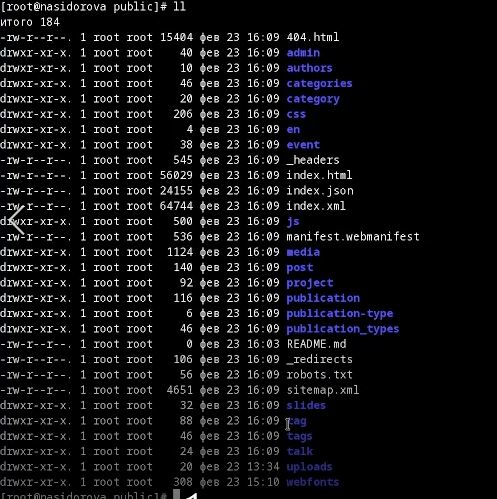 [root@nasidorova public]# ll
итого 184
-rw-r--r--. 1 root root 15404 фев 23 16:09 404.html
drwxr-xr-x. 1 root root 40 фев 23 16:09 admin
drwxr-xr-x. 1 root root 10 фев 23 16:09 authors
drwxr-xr-x. 1 root root 46 фев 23 16:09 categories
drwxr-xr-x. 1 root root 20 фев 23 16:09 category
drwxr-xr-x. 1 root root 206 фев 23 16:09 css
drwxr-xr-x. 1 root root 4 фев 23 16:09 en
drwxr-xr-x. 1 root root 38 фев 23 16:09 event
-rw-r--r--. 1 root root 545 фев 23 16:09 _headers
-rw-r--r--. 1 root root 56029 фев 23 16:09 index.html
-rw-r--r--. 1 root root 24155 фев 23 16:09 index.json
-rw-r--r--. 1 root root 64744 фев 23 16:09 index.xml
drwxr-xr-x. 1 root root 500 фев 23 16:09 js
-rw-r--r--. 1 root root 536 фев 23 16:09 manifest.webmanifest
drwxr-xr-x. 1 root root 1124 фев 23 16:09 media
drwxr-xr-x. 1 root root 140 фев 23 16:09 post
drwxr-xr-x. 1 root root 92 фев 23 16:09 project
drwxr-xr-x. 1 root root 116 фев 23 16:09 publication
drwxr-xr-x. 1 root root 6 фев 23 16:09 publication-type
drwxr-xr-x. 1 root root 46 фев 23 16:09 publication_types
-rw-r--r--. 1 root root 0 фев 23 16:03 README.md
-rw-r--r--. 1 root root 106 фев 23 16:09 _redirects
-rw-r--r--. 1 root root 56 фев 23 16:09 robots.txt
-rw-r--r--. 1 root root 4651 фев 23 16:09 sitemap.xml
drwxr-xr-x. 1 root root 32 фев 23 16:09 slides
drwxr-xr-x. 1 root root 88 фев 23 16:09 tag
drwxr-xr-x. 1 root root 46 фев 23 16:09 tags
drwxr-xr-x. 1 root root 24 фев 23 16:09 talk
drwxr-xr-x. 1 root root 20 фев 23 13:34 uploads
drwxr-xr-x. 1 root root 308 фев 23 15:10 webfonts
[root@nasidorova public]#